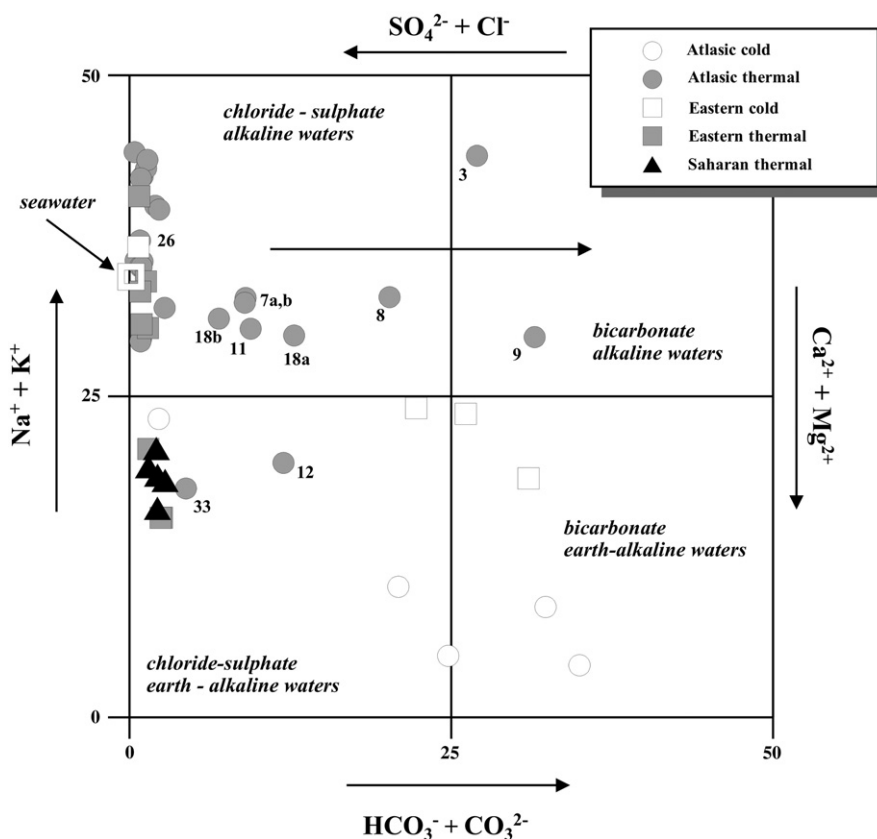 SO₄²⁻ + Cl⁻
Atlasic cold
Atlasic thermal
Eastern cold
Eastern thermal
Saharan thermal
50
chloride - sulphate
alkaline waters
3
seawater
26
7a,b
8
18b
11
18a
9
bicarbonate
alkaline waters
Na⁺ + K⁺
Ca²⁺ + Mg²⁺
25
12
33
bicarbonate
earth-alkaline waters
chloride-sulphate
earth - alkaline waters
0
0
25
50
HCO₃⁻ + CO₃²⁻